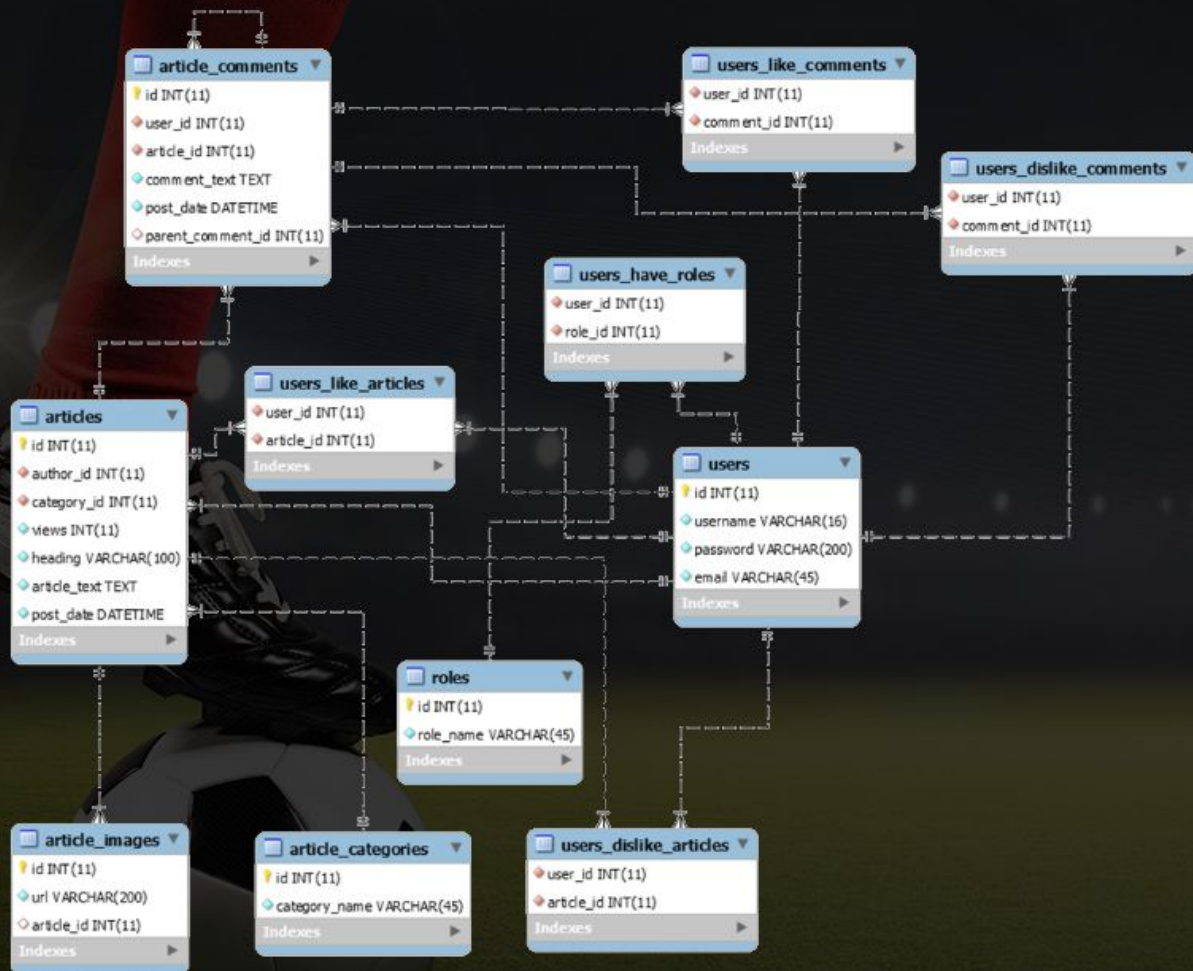 article_comments
id INT(11)
user_id INT(11)
article_id INT(11)
comment_text TEXT
post_date DATETIME
parent_comment_id INT(11)
Indexes
users_like_comments
user_id INT(11)
comment_id INT(11)
Indexes
users_dislike_comments
user_id INT(11)
comment_id INT(11)
Indexes
users_have_roles
user_id INT(11)
role_id INT(11)
Indexes
users_like_articles
user_id INT(11)
article_id INT(11)
Indexes
articles
id INT(11)
author_id INT(11)
category_id INT(11)
views INT(11)
heading VARCHAR(100)
article_text TEXT
post_date DATETIME
Indexes
users
id INT(11)
username VARCHAR(16)
password VARCHAR(200)
email VARCHAR(45)
Indexes
roles
id INT(11)
role_name VARCHAR(45)
Indexes
article_images
id INT(11)
url VARCHAR(200)
article_id INT(11)
Indexes
article_categories
id INT(11)
category_name VARCHAR(45)
Indexes
users_dislike_articles
user_id INT(11)
article_id INT(11)
Indexes